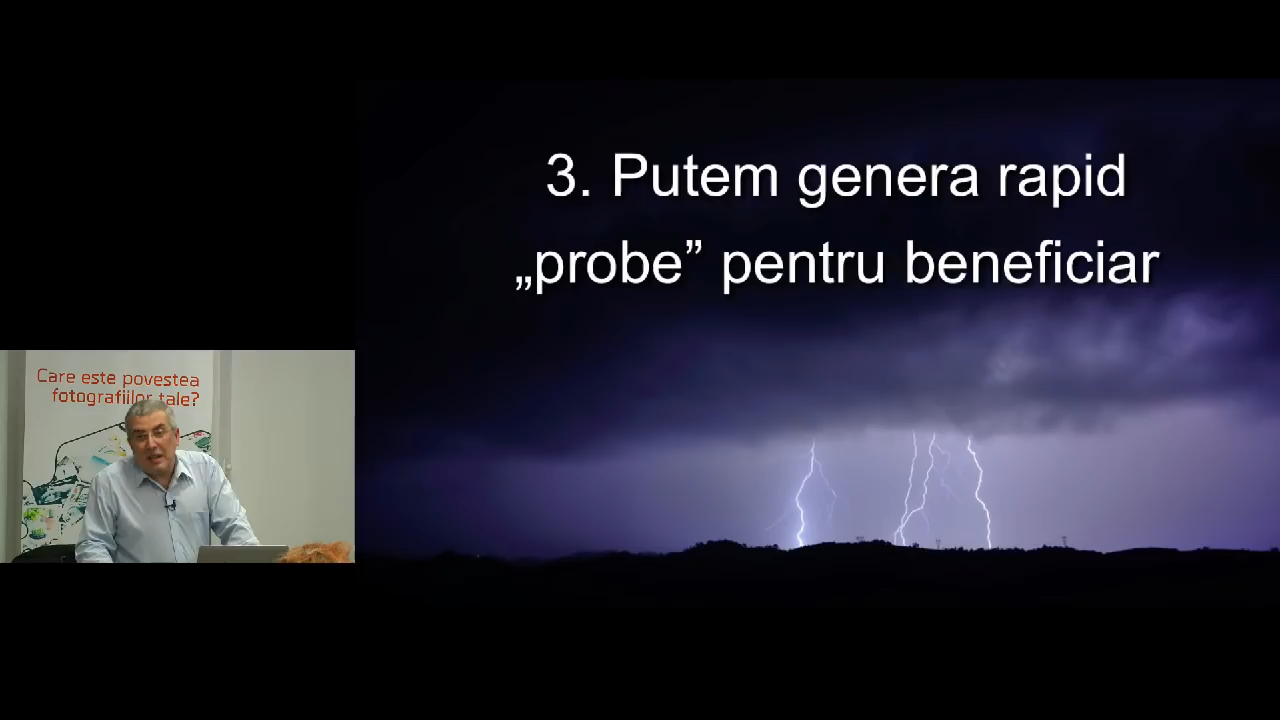 3. Putem genera rapid
„probe” pentru beneficiar
Care este povestea
fotografiilor tale?